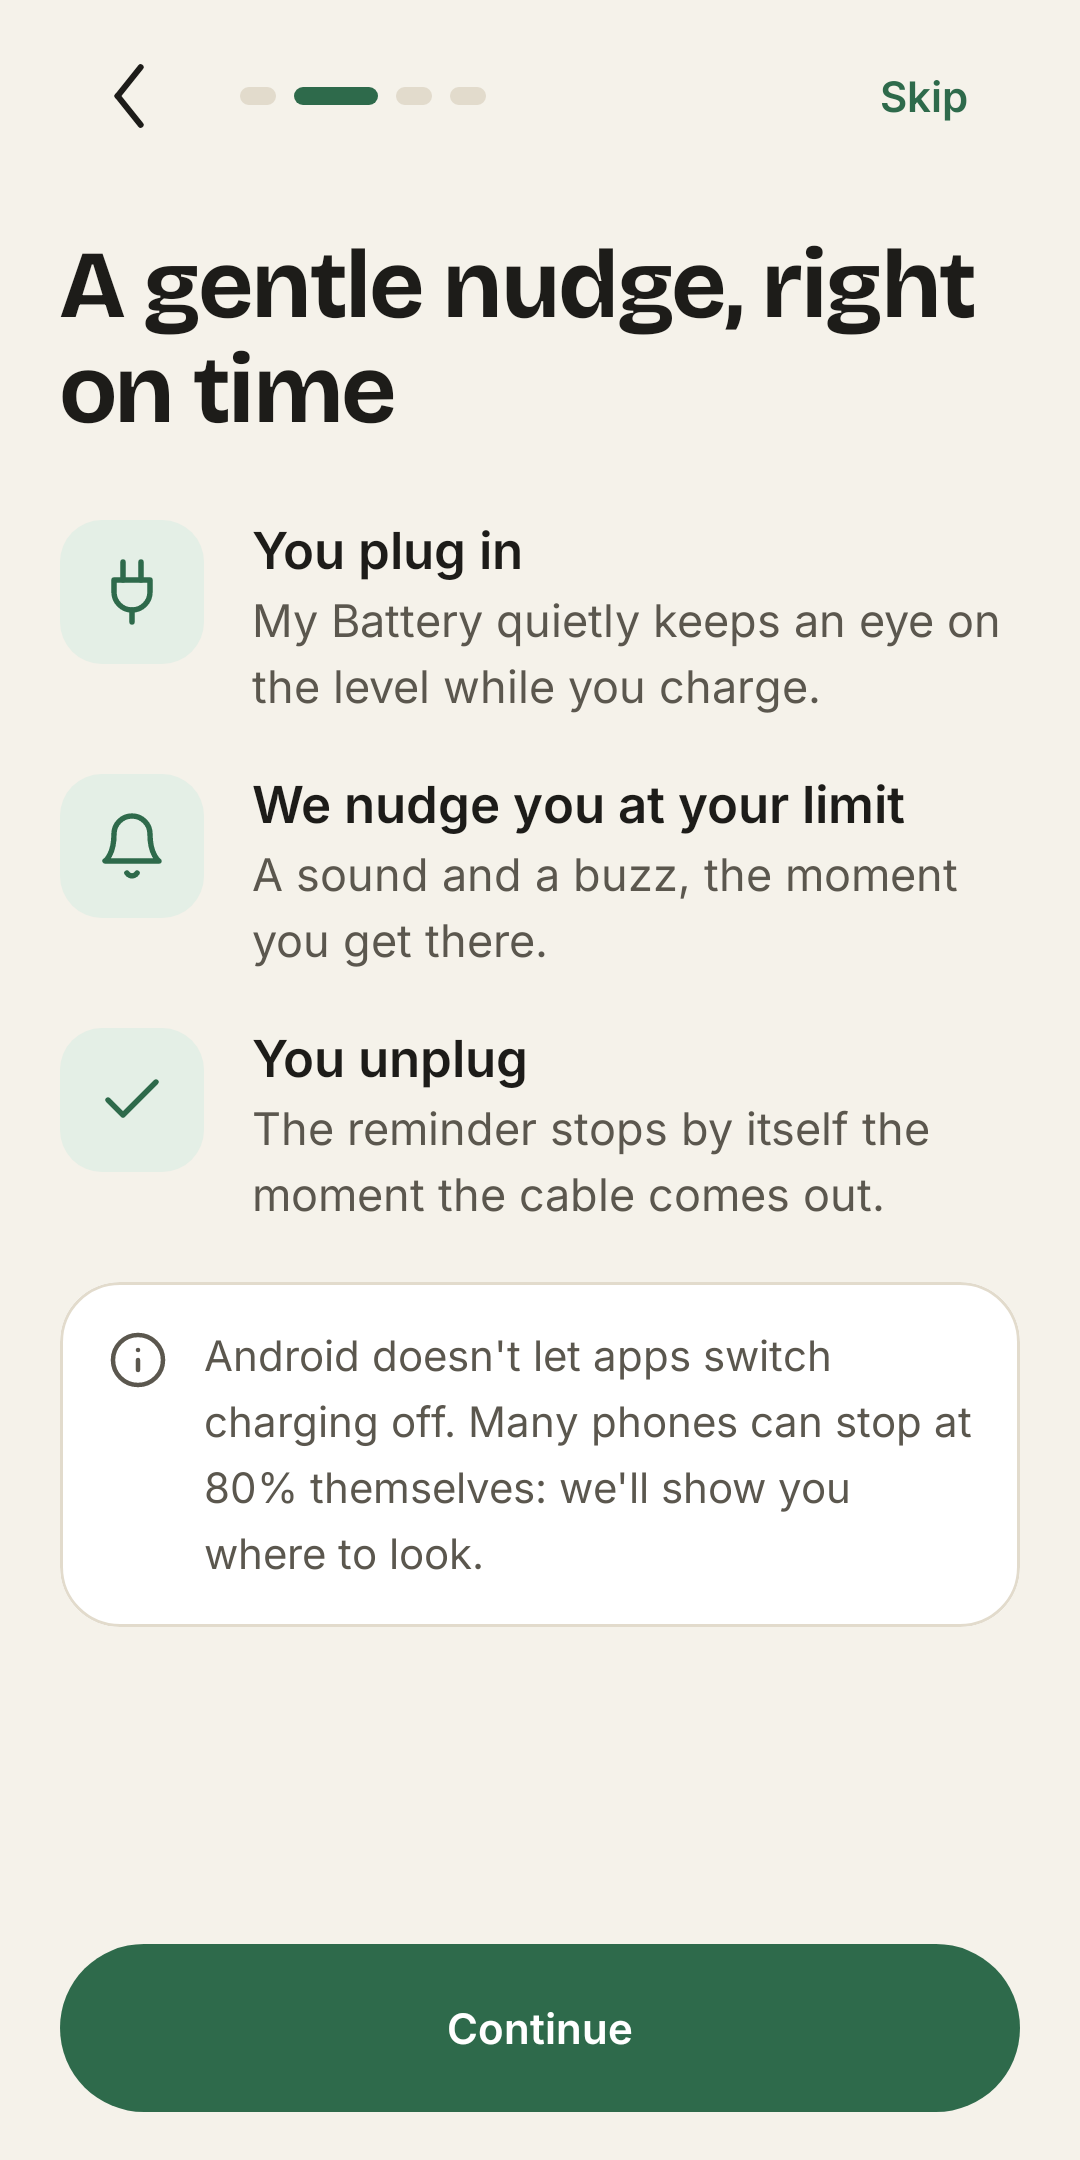 Skip
A gentle nudge, right
on time
You plug in
My Battery quietly keeps an eye on
the level while you charge.
We nudge you at your limit
A sound and a buzz, the moment
you get there.
You unplug
The reminder stops by itself the
moment the cable comes out.
Android doesn't let apps switch
charging off. Many phones can stop at
80% themselves: we'll show you
where to look.
Continue